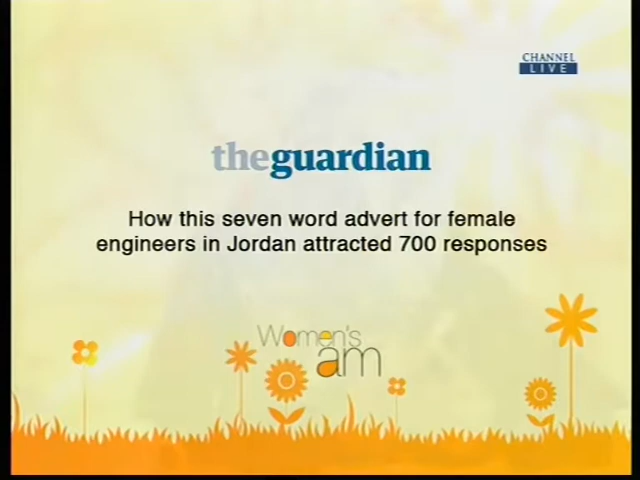 CHANNEL
LIVE
theguardian
How this seven word advert for female
engineers in Jordan attracted 700 responses
Women's
am